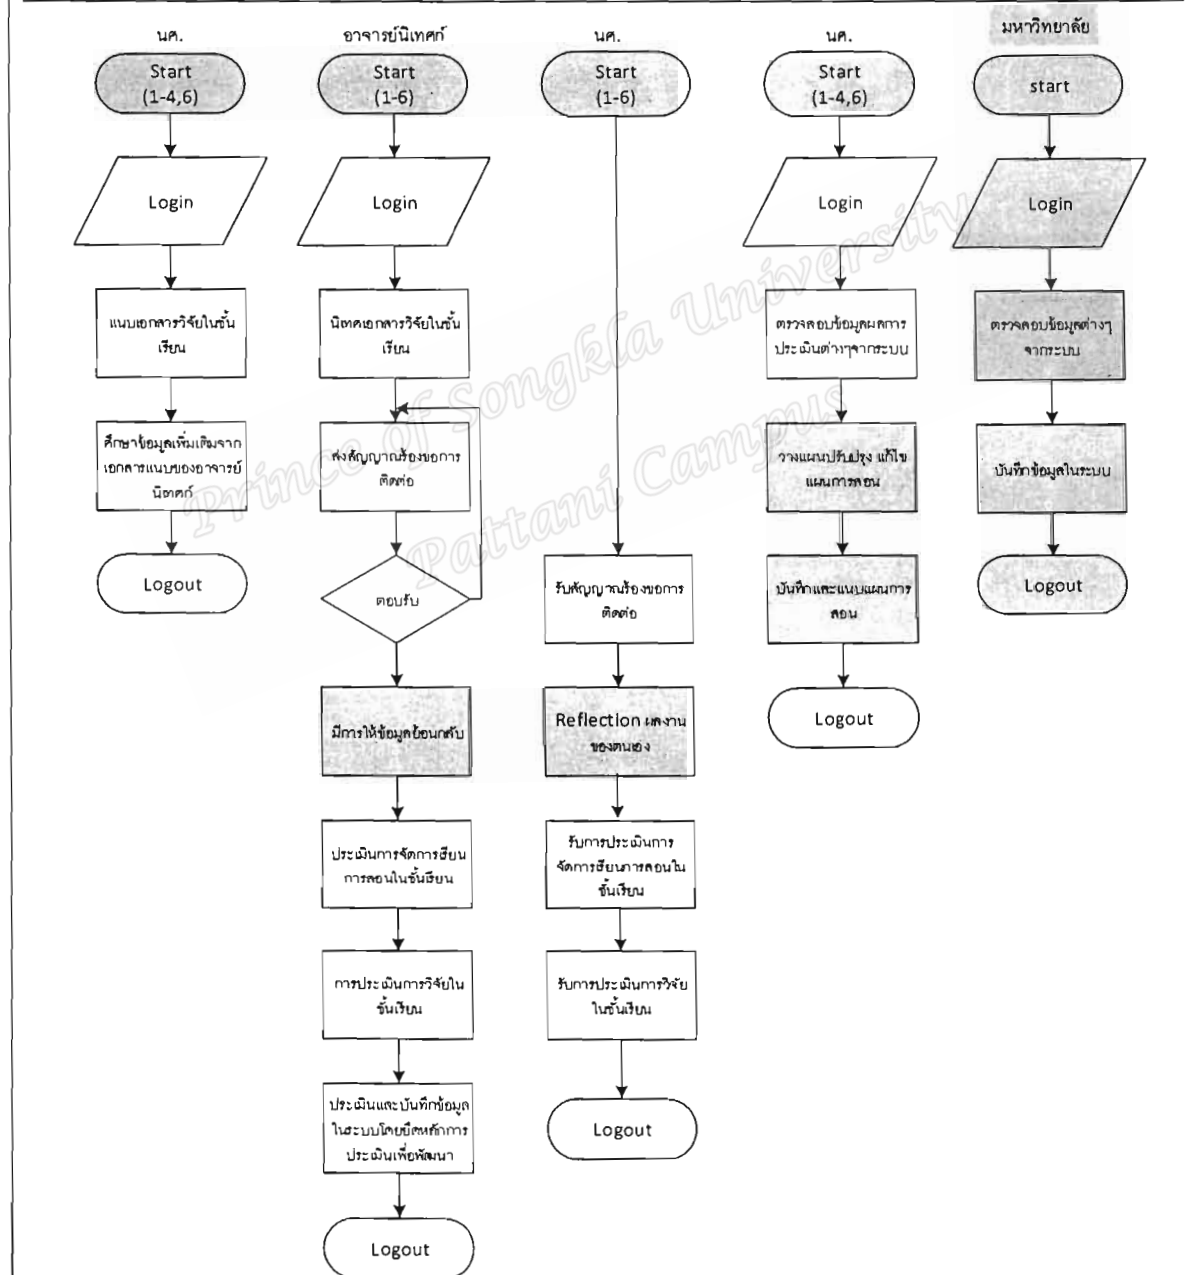 นศ.
Start
(1-4,6)
Login
แนบเอกสารวิจัยในชั้น
เรียน
ศึกษาข้อมูลเพิ่มเติมจาก
เอกสารแนบของอาจารย์
นิเทศก์
Logout
อาจารย์นิเทศก์
Start
(1-6)
Login
นิเทศเอกสารวิจัยในชั้น
เรียน
ส่งสัญญาณร้องขอการ
ติดต่อ
ตอบรับ
มีการให้ข้อมูลย้อนกลับ
ประเมินการจัดการเรียน
การสอนในชั้นเรียน
การประเมินการวิจัยใน
ชั้นเรียน
ประเมินและบันทึกข้อมูล
ในระบบโดยยึดหลักการ
ประเมินเพื่อพัฒนา
Logout
นศ.
Start
(1-6)
รับสัญญาณร้องขอการ
ติดต่อ
Reflection ผลงาน
ของตนเอง
รับการประเมินการ
จัดการเรียนการสอนใน
ชั้นเรียน
รับการประเมินการวิจัย
ในชั้นเรียน
Logout
นศ.
Start
(1-4,6)
Login
ตรวจสอบข้อมูลผลการ
ประเมินต่างๆจากระบบ
วางแผนปรับปรุง แก้ไข
แผนการสอน
บันทึกและแนบแผนการ
สอน
Logout
มหาวิทยาลัย
start
Login
ตรวจสอบข้อมูลต่างๆ
จากระบบ
บันทึกข้อมูลในระบบ
Logout
Prince of Songkla University
Pattani Campus